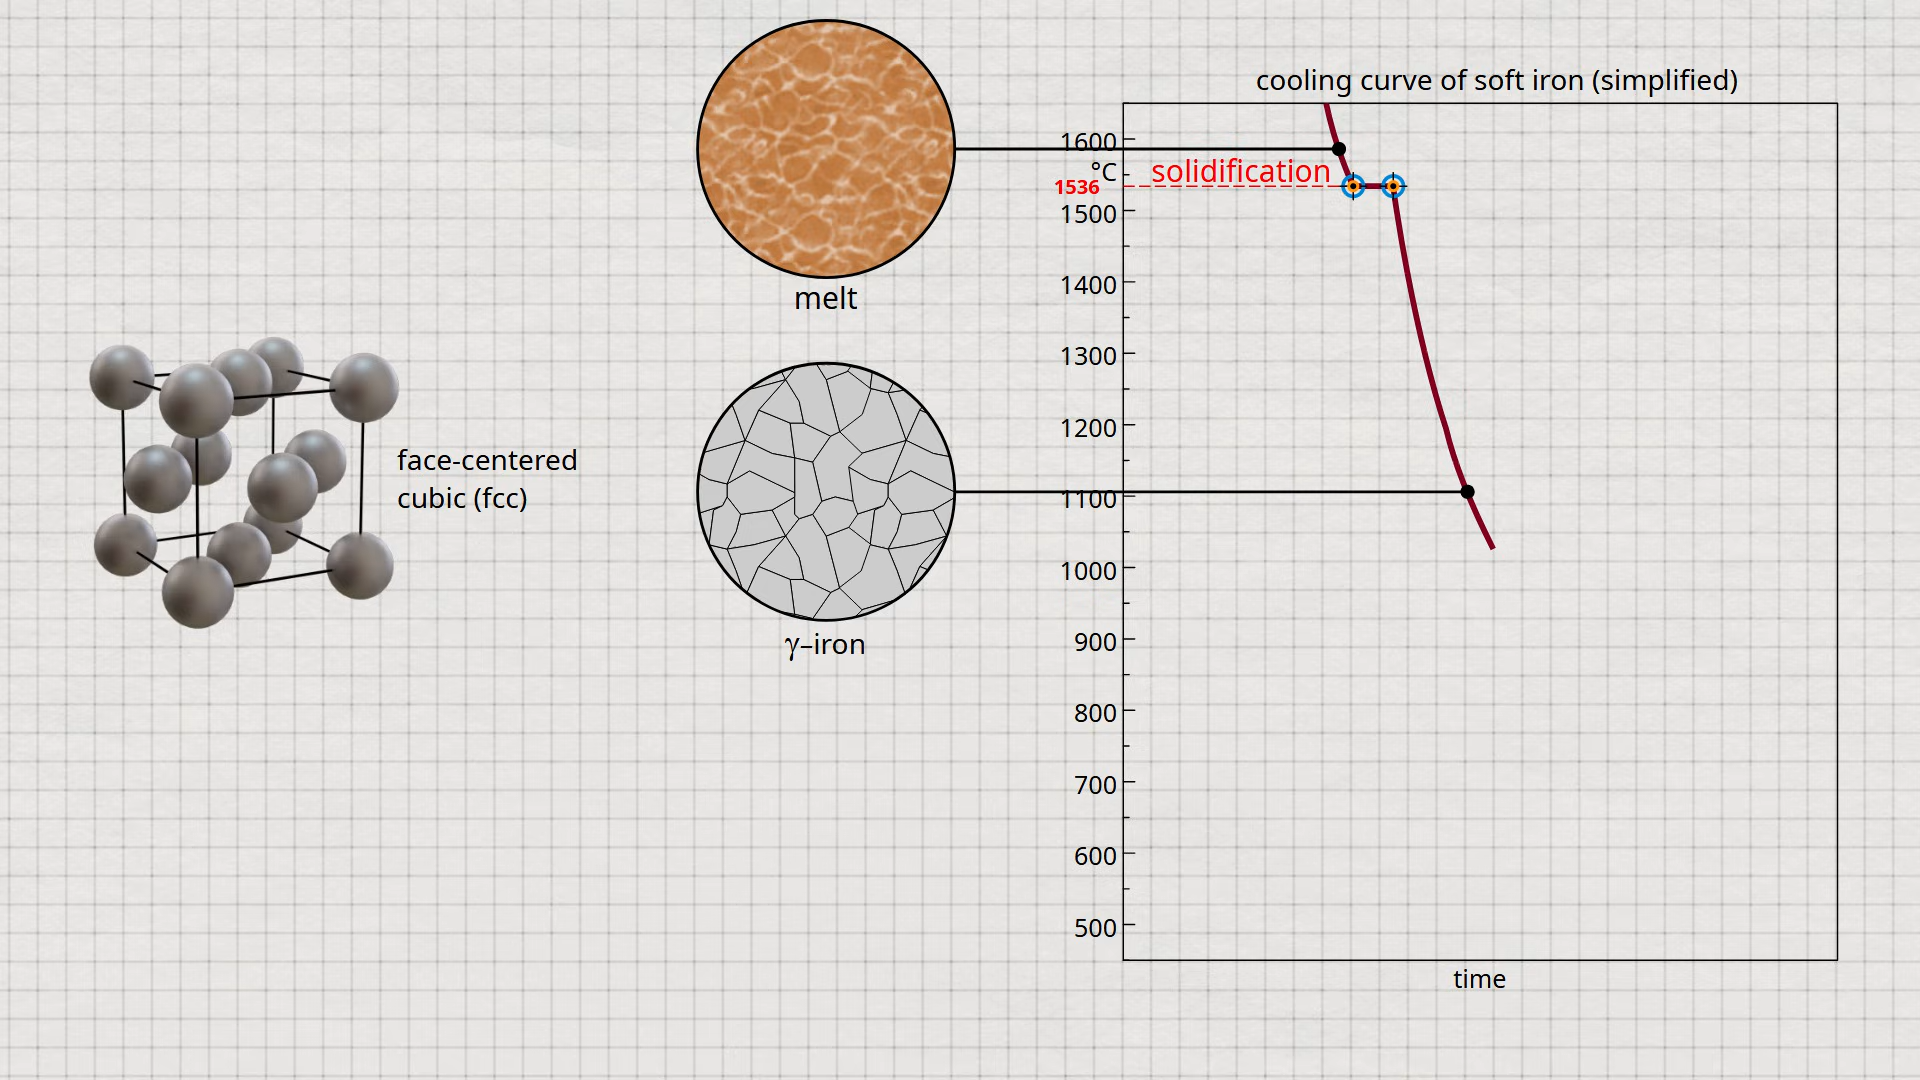 cooling curve of soft iron (simplified)
1600
°C
solidification
1536
1500
1400
1300
1200
1100
1000
900
800
700
600
500
time
melt
γ–iron
face-centered
cubic (fcc)